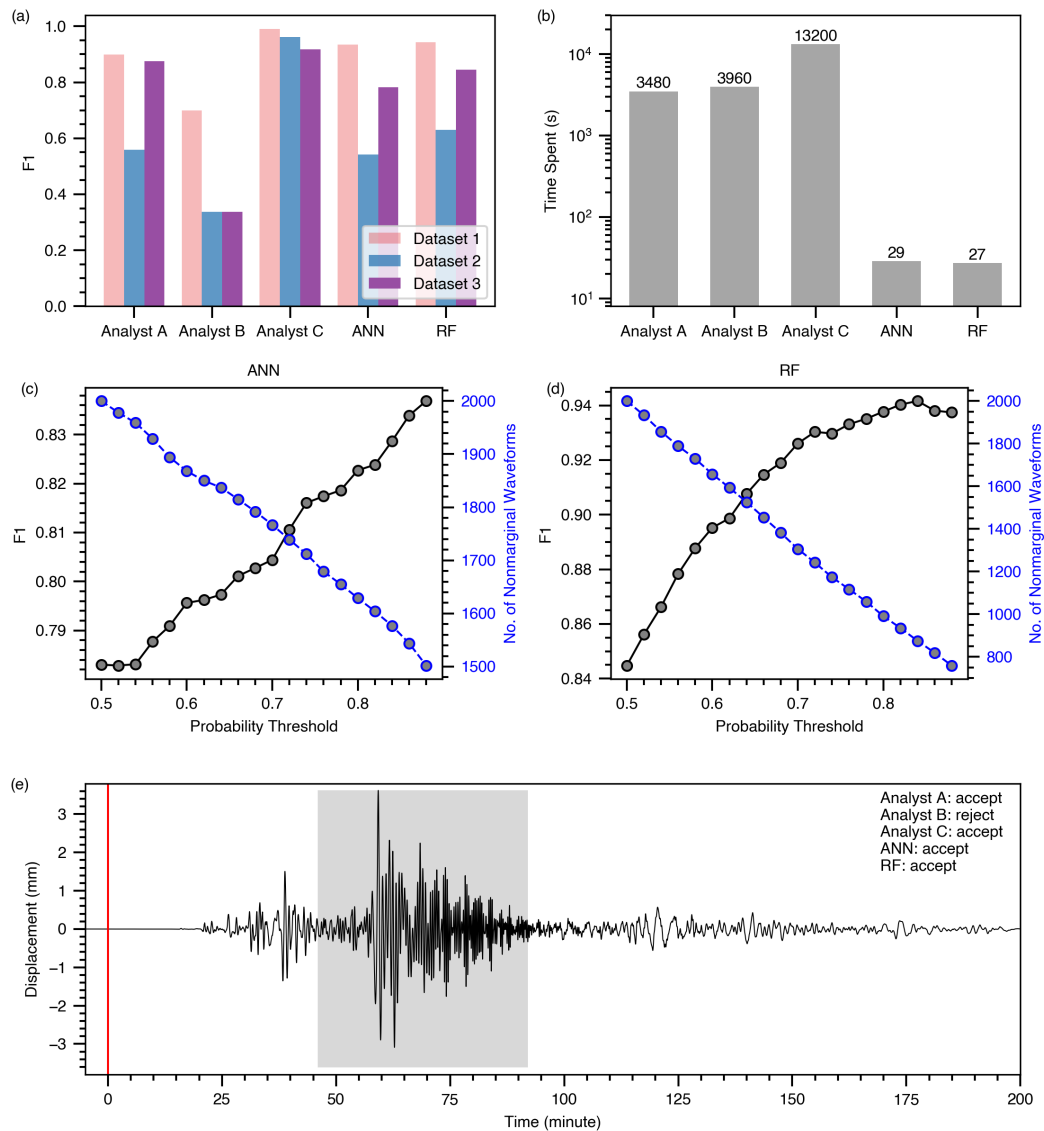 (a)
1.0
0.8
0.6
0.4
0.2
0.0
F1
Dataset 1
Dataset 2
Dataset 3
Analyst A
Analyst B
Analyst C
ANN
RF
(b)
10⁴
10³
10²
10¹
Time Spent (s)
3480
3960
13200
29
27
Analyst A
Analyst B
Analyst C
ANN
RF
ANN
(c)
0.83
0.82
0.81
0.80
0.79
F1
2000
1900
1800
1700
1600
1500
No. of Nonmarginal Waveforms
0.5
0.6
0.7
0.8
Probability Threshold
RF
(d)
0.94
0.92
0.90
0.88
0.86
0.84
F1
2000
1800
1600
1400
1200
1000
800
No. of Nonmarginal Waveforms
0.5
0.6
0.7
0.8
Probability Threshold
(e)
Analyst A: accept
Analyst B: reject
Analyst C: accept
ANN: accept
RF: accept
3
2
1
0
−1
−2
−3
Displacement (mm)
0
25
50
75
100
125
150
175
200
Time (minute)